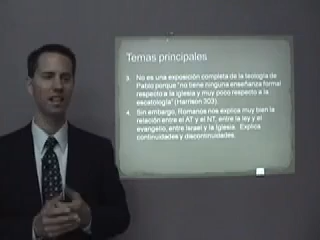 Temas principales
3. No es una exposición completa de la teología de
Pablo porque "no tiene ninguna enseñanza formal
respecto a la iglesia y muy poco respecto a la
escatología" (Harrison 303).
4. Sin embargo, Romanos nos explica muy bien la
relación entre el AT y el NT, entre la ley y el
evangelio, entre Israel y la Iglesia. Explica
continuidades y discontinuidades.